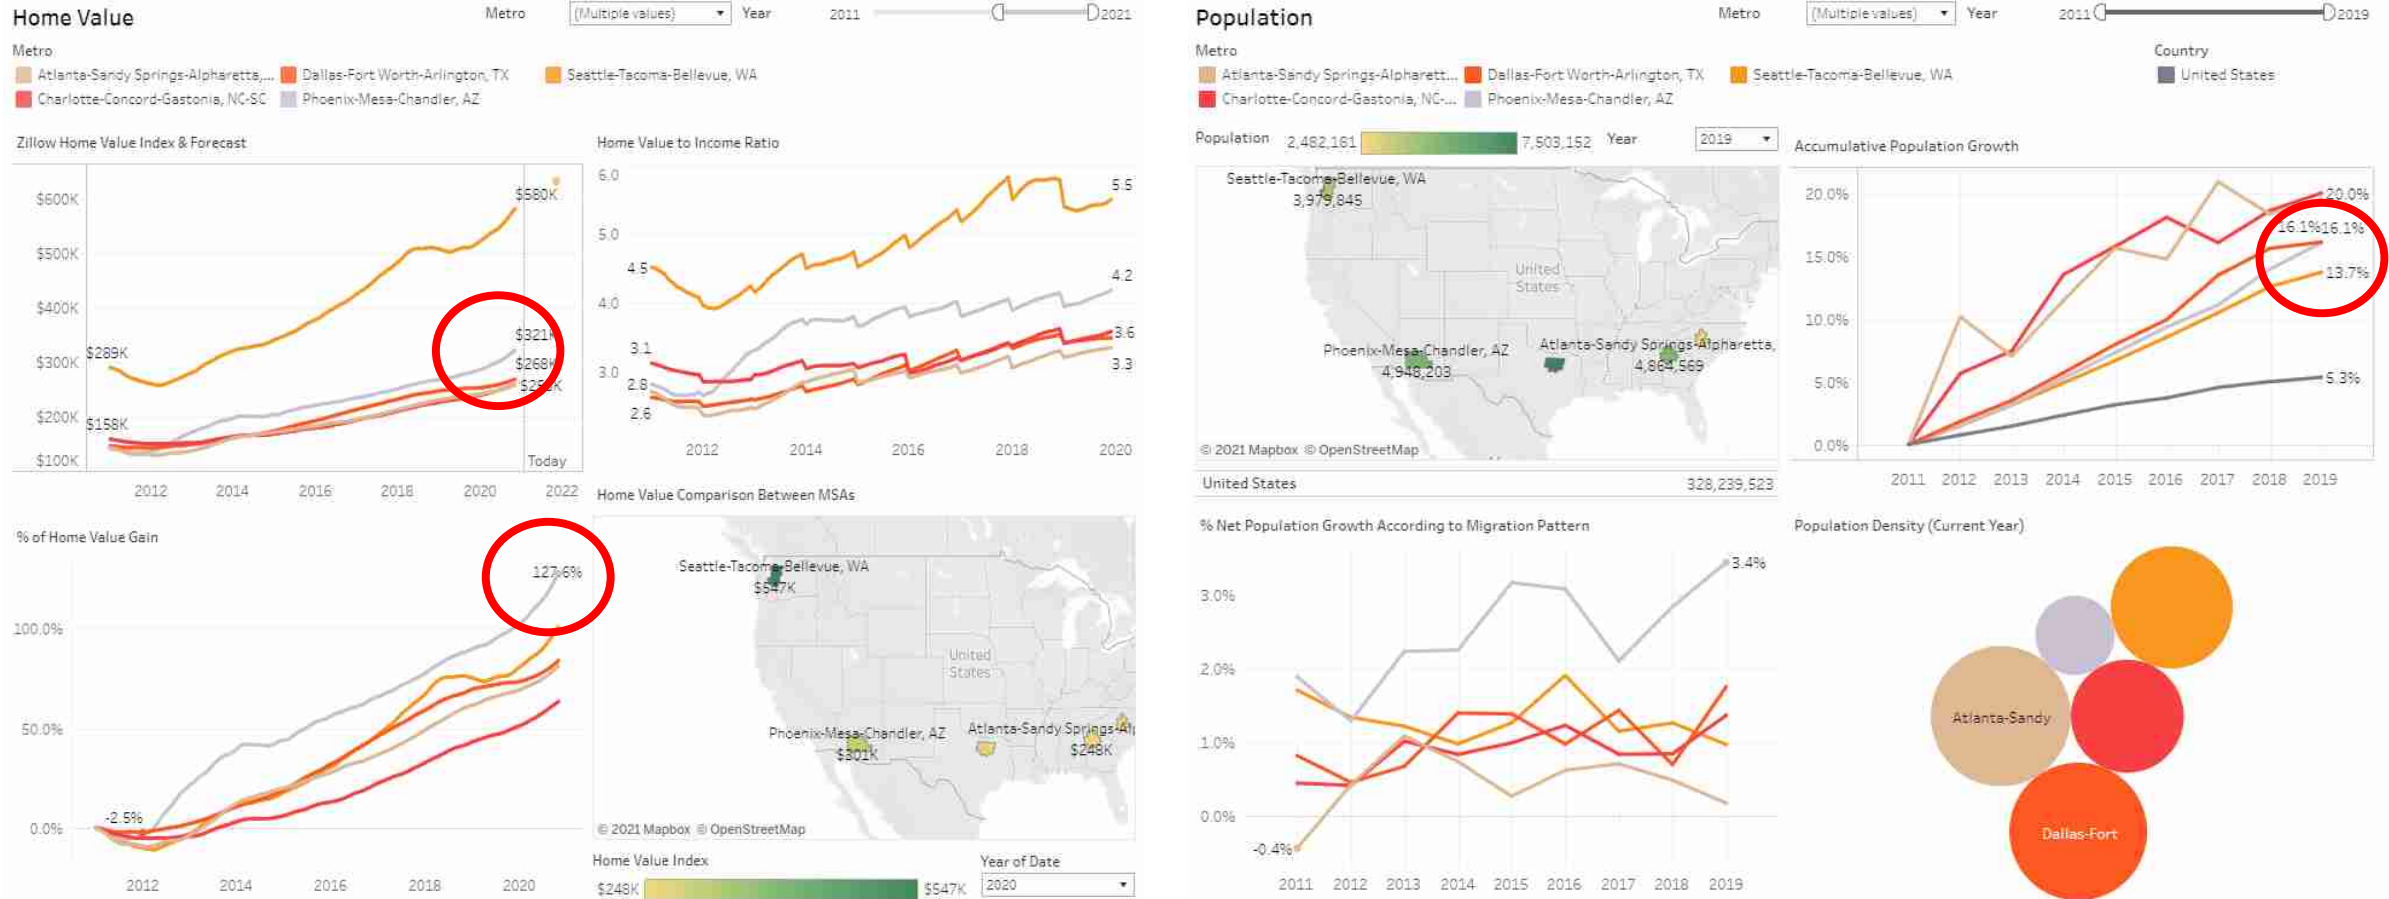 Home Value
Metro (Multiple values) Year 2011 2021
Metro
Atlanta-Sandy Springs-Alpharetta,... Dallas-Fort Worth-Arlington, TX Seattle-Tacoma-Bellevue, WA
Charlotte-Concord-Gastonia, NC-SC Phoenix-Mesa-Chandler, AZ
Zillow Home Value Index & Forecast
$600K
$500K
$400K
$300K
$200K
$100K
$289K
$158K
$580K
$321K
$268K
$252K
Today
2012 2014 2016 2018 2020 2022
Home Value to Income Ratio
6.0
5.0
4.5
4.0
3.1
3.0
2.8
2.6
5.5
4.2
3.6
3.3
2012 2014 2016 2018 2020
% of Home Value Gain
127.6%
100.0%
50.0%
0.0%
-2.5%
2012 2014 2016 2018 2020
Home Value Comparison Between MSAs
Seattle-Tacoma-Bellevue, WA
$547K
United
States
Phoenix-Mesa-Chandler, AZ
$301K
Atlanta-Sandy Springs-Alp
$248K
© 2021 Mapbox © OpenStreetMap
Home Value Index
$248K $547K
Year of Date
2020
Population
Metro (Multiple values) Year 2011 2019
Metro
Atlanta-Sandy Springs-Alpharett... Dallas-Fort Worth-Arlington, TX Seattle-Tacoma-Bellevue, WA
Charlotte-Concord-Gastonia, NC-... Phoenix-Mesa-Chandler, AZ
Country
United States
Population 2,482,181 7,503,152 Year 2019
Seattle-Tacoma-Bellevue, WA
3,979,845
United
States
Phoenix-Mesa-Chandler, AZ
4,948,203
Atlanta-Sandy Springs-Alpharetta,
4,864,569
© 2021 Mapbox © OpenStreetMap
United States 328,239,523
Accumulative Population Growth
20.0%
15.0%
10.0%
5.0%
0.0%
20.0%
16.1% 16.1%
13.7%
5.3%
2011 2012 2013 2014 2015 2016 2017 2018 2019
% Net Population Growth According to Migration Pattern
3.4%
3.0%
2.0%
1.0%
0.0%
-0.4%
2011 2012 2013 2014 2015 2016 2017 2018 2019
Population Density (Current Year)
Atlanta-Sandy
Dallas-Fort